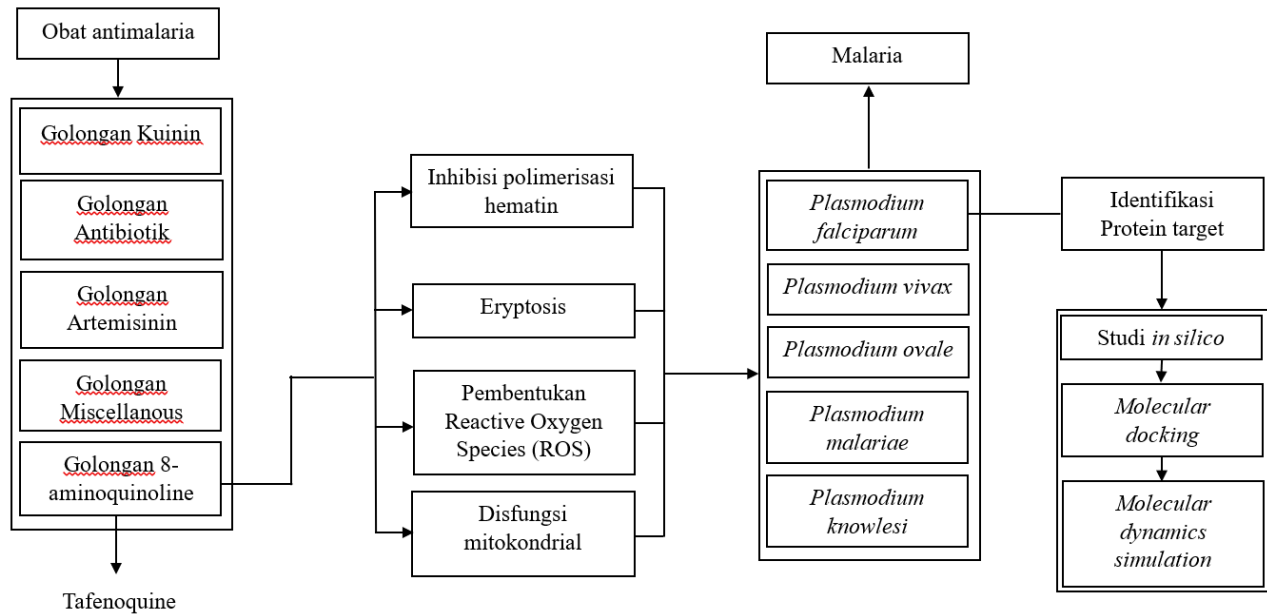 Obat antimalaria
Golongan Kuinin
Golongan
Antibiotik
Golongan
Artemisinin
Golongan
Miscellanous
Golongan 8-
aminoquinoline
Tafenoquine
Inhibisi polimerisasi
hematin
Eryptosis
Pembentukan
Reactive Oxygen
Species (ROS)
Disfungsi
mitokondrial
Malaria
Plasmodium
falciparum
Plasmodium vivax
Plasmodium ovale
Plasmodium
malariae
Plasmodium
knowlesi
Identifikasi
Protein target
Studi in silico
Molecular
docking
Molecular
dynamics
simulation